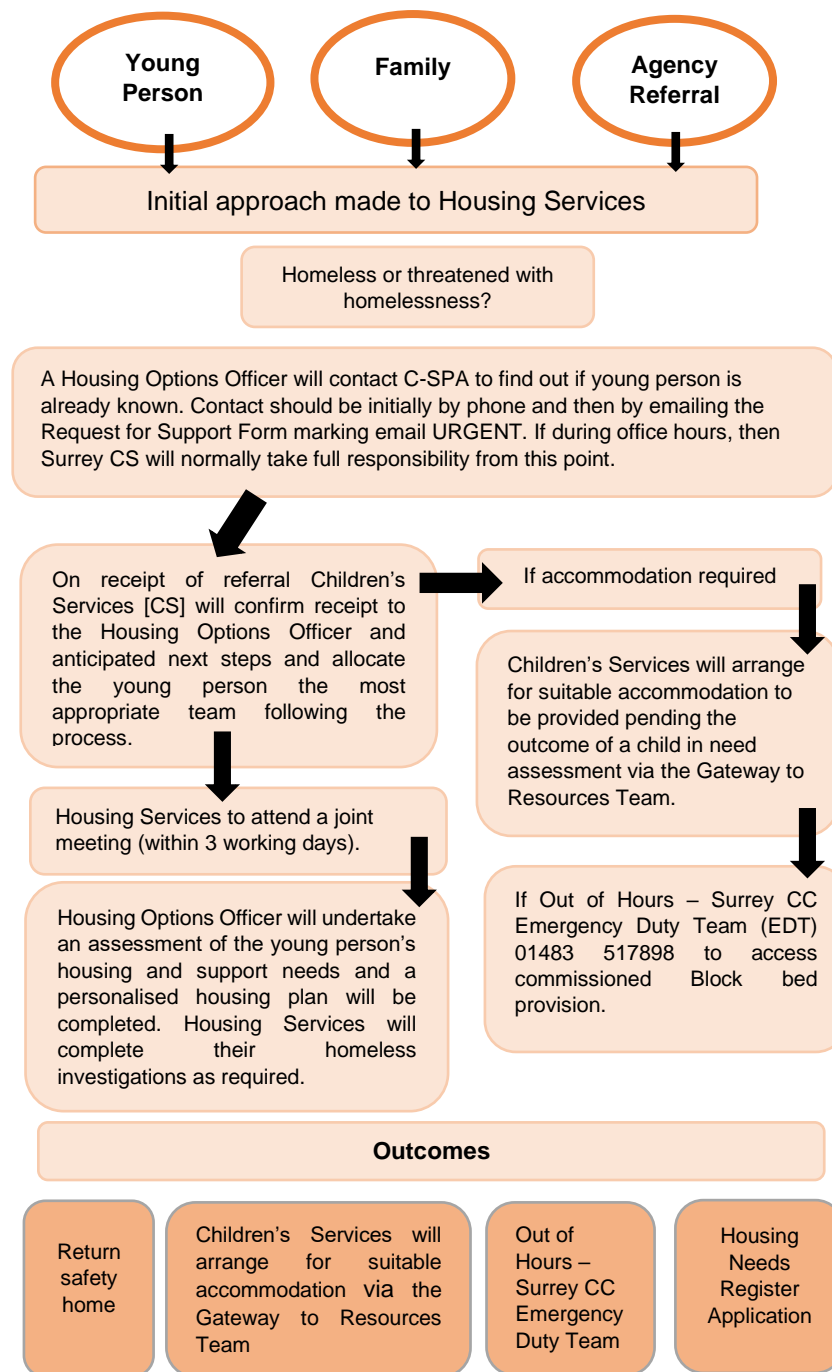 Young
Person
Family
Agency
Referral
Initial approach made to Housing Services
Homeless or threatened with
homelessness?
A Housing Options Officer will contact C-SPA to find out if young person is
already known. Contact should be initially by phone and then by emailing the
Request for Support Form marking email URGENT. If during office hours, then
Surrey CS will normally take full responsibility from this point.
On receipt of referral Children's
Services [CS] will confirm receipt to
the Housing Options Officer and
anticipated next steps and allocate
the young person the most
appropriate team following the
process.
If accommodation required
Children's Services will arrange
for suitable accommodation to
be provided pending the
outcome of a child in need
assessment via the Gateway to
Resources Team.
Housing Services to attend a joint
meeting (within 3 working days).
If Out of Hours – Surrey CC
Emergency Duty Team (EDT)
01483 517898 to access
commissioned Block bed
provision.
Housing Options Officer will undertake
an assessment of the young person's
housing and support needs and a
personalised housing plan will be
completed. Housing Services will
complete their homeless
investigations as required.
Outcomes
Return
safety
home
Children's Services will
arrange for suitable
accommodation via the
Gateway to Resources
Team
Out of
Hours –
Surrey CC
Emergency
Duty Team
Housing
Needs
Register
Application